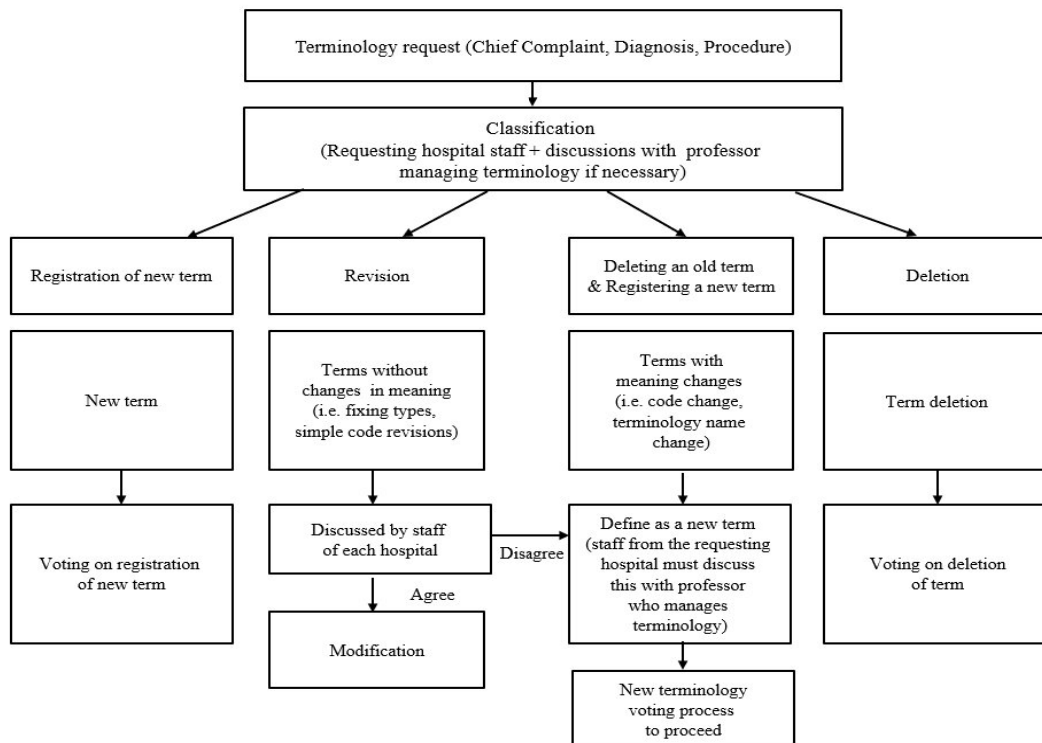 Terminology request (Chief Complaint, Diagnosis, Procedure)
Classification
(Requesting hospital staff + discussions with professor
managing terminology if necessary)
Registration of new term
Revision
Deleting an old term
& Registering a new term
Deletion
New term
Terms without
changes in meaning
(i.e. fixing types,
simple code revisions)
Terms with
meaning changes
(i.e. code change,
terminology name
change)
Term deletion
Voting on registration
of new term
Discussed by staff
of each hospital
Disagree
Define as a new term
(staff from the requesting
hospital must discuss
this with professor
who manages
terminology)
Voting on deletion
of term
Agree
Modification
New terminology
voting process
to proceed